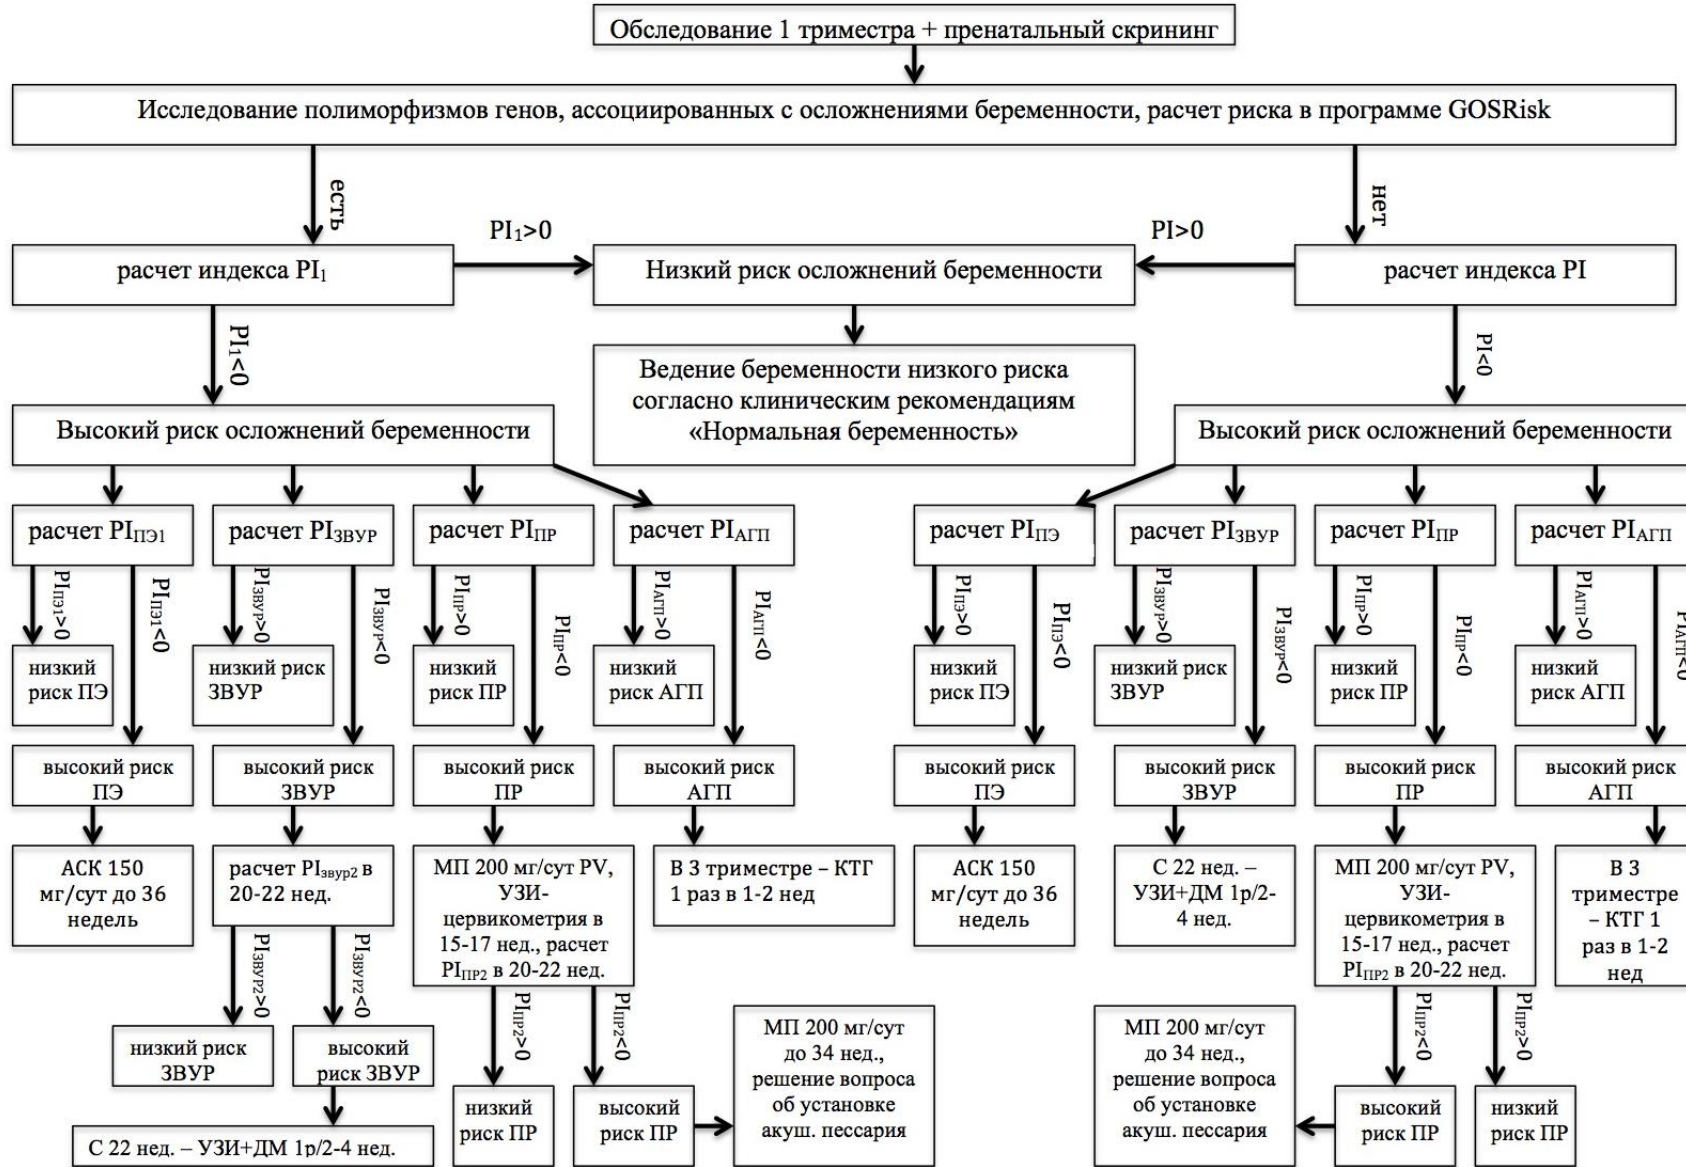 Обследование 1 триместра + пренатальный скрининг
Исследование полиморфизмов генов, ассоциированных с осложнениями беременности, расчет риска в программе GOSRisk
есть
нет
PI₁>0
PI>0
расчет индекса PI₁
Низкий риск осложнений беременности
расчет индекса PI
PI₁<0
PI<0
Ведение беременности низкого риска
согласно клиническим рекомендациям
«Нормальная беременность»
Высокий риск осложнений беременности
Высокий риск осложнений беременности
расчет PIПЭ1
расчет PIЗВУР
расчет PIПР
расчет PIАГП
расчет PIПЭ
расчет PIЗВУР
расчет PIПР
расчет PIАГП
PIПЭ1>0
PIПЭ1<0
PIЗВУР>0
PIЗВУР<0
PIПР>0
PIПР<0
PIАГП>0
PIАГП<0
PIПЭ>0
PIПЭ<0
PIЗВУР>0
PIЗВУР<0
PIПР>0
PIПР<0
PIАГП>0
PIАГП<0
низкий
риск ПЭ
низкий риск
ЗВУР
низкий
риск ПР
низкий
риск АГП
низкий
риск ПЭ
низкий риск
ЗВУР
низкий
риск ПР
низкий
риск АГП
высокий риск
ПЭ
высокий риск
ЗВУР
высокий риск
ПР
высокий риск
АГП
высокий риск
ПЭ
высокий риск
ЗВУР
высокий риск
ПР
высокий риск
АГП
АСК 150
мг/сут до 36
недель
расчет PIзвур2 в
20-22 нед.
МП 200 мг/сут PV,
УЗИ-
цервикометрия в
15-17 нед., расчет
PIПР2 в 20-22 нед.
В 3 триместре – КТГ
1 раз в 1-2 нед
АСК 150
мг/сут до 36
недель
С 22 нед. –
УЗИ+ДМ 1р/2-
4 нед.
МП 200 мг/сут PV,
УЗИ-
цервикометрия в
15-17 нед., расчет
PIПР2 в 20-22 нед.
В 3
триместре
– КТГ 1
раз в 1-2
нед
PIЗВУР2>0
PIЗВУР2<0
PIПР2>0
PIПР2<0
PIПР2<0
PIПР2>0
низкий риск
ЗВУР
высокий
риск ЗВУР
низкий
риск ПР
высокий
риск ПР
МП 200 мг/сут
до 34 нед.,
решение вопроса
об установке
акуш. пессария
МП 200 мг/сут
до 34 нед.,
решение вопроса
об установке
акуш. пессария
высокий
риск ПР
низкий
риск ПР
С 22 нед. – УЗИ+ДМ 1р/2-4 нед.